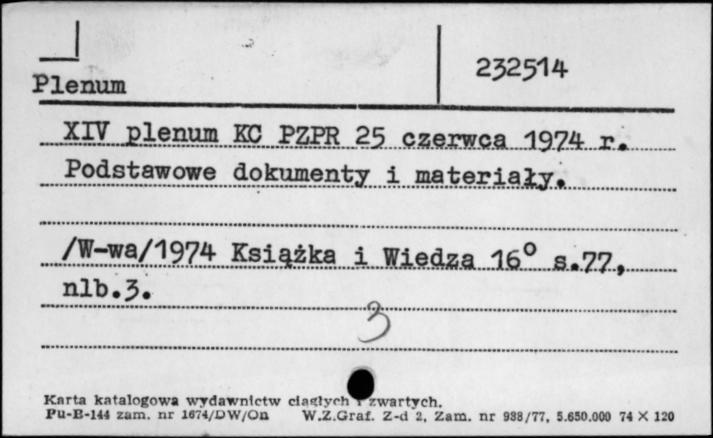 232514
Plenum
XIV plenum KC PZPR 25 czerwca 1974 r.
Podstawowe dokumenty i materiały.
/W-wa/1974 Książka i Wiedza 16° s.77,
nlb.3.
3
Karta katalogowa wydawnictw ciągłych i zwartych.
Pu-B-144 zam. nr 1674/DW/On W.Z.Graf. Z-d 2, Zam. nr 938/77, 5.650.000 74 X 120